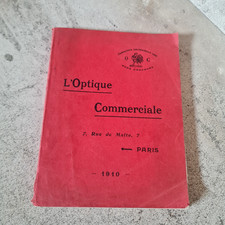 L'Optique
Commerciale
7, Rue de Malte, 7
PARIS
- 1910 -